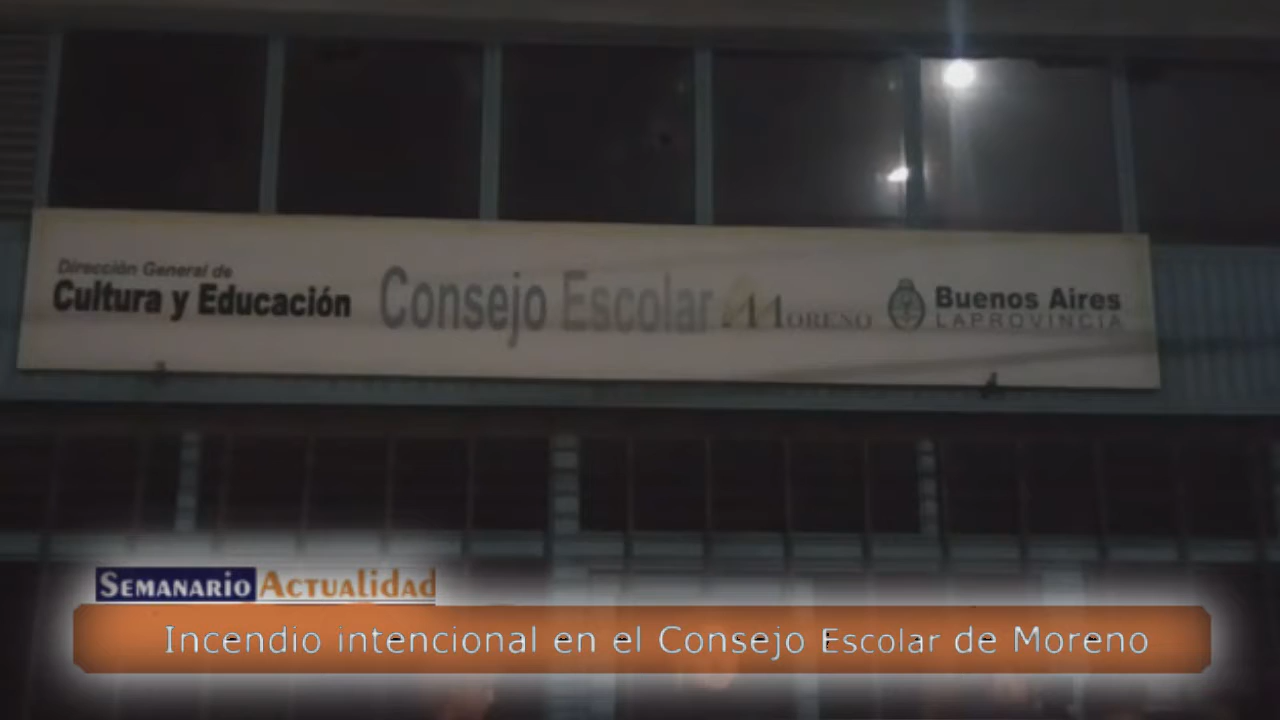 Dirección General de
Cultura y Educación
Consejo Escolar
MORENO
Buenos Aires
LA PROVINCIA
SEMANARIO ACTUALIDAD
Incendio intencional en el Consejo Escolar de Moreno